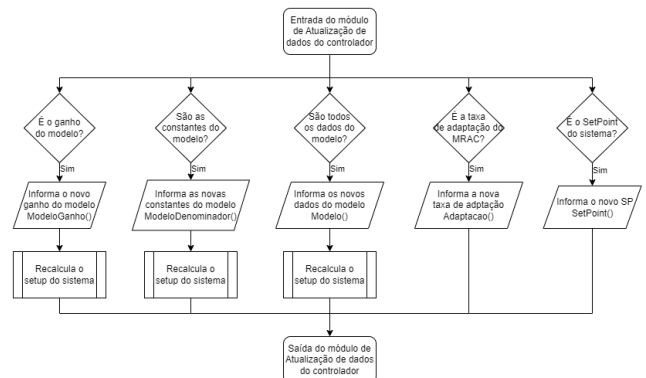 Entrada do módulo
de Atualização de
dados do controlador
É o ganho
do modelo?
São as
constantes do
modelo?
São todos
os dados do
modelo?
É a taxa
de adaptação do
MRAC?
É o SetPoint
do sistema?
Sim
Sim
Sim
Sim
Sim
Informa o novo
ganho do modelo
ModeloGanho()
Informa as novas
constantes do modelo
ModeloDenominador()
Informa os novos
dados do modelo
Modelo()
Informa a nova
taxa de adptação
Adaptacao()
Informa o novo SP
SetPoint()
Recalcula o
setup do sistema
Recalcula o
setup do sistema
Recalcula o
setup do sistema
Saída do módulo de
Atualização de dados
do controlador